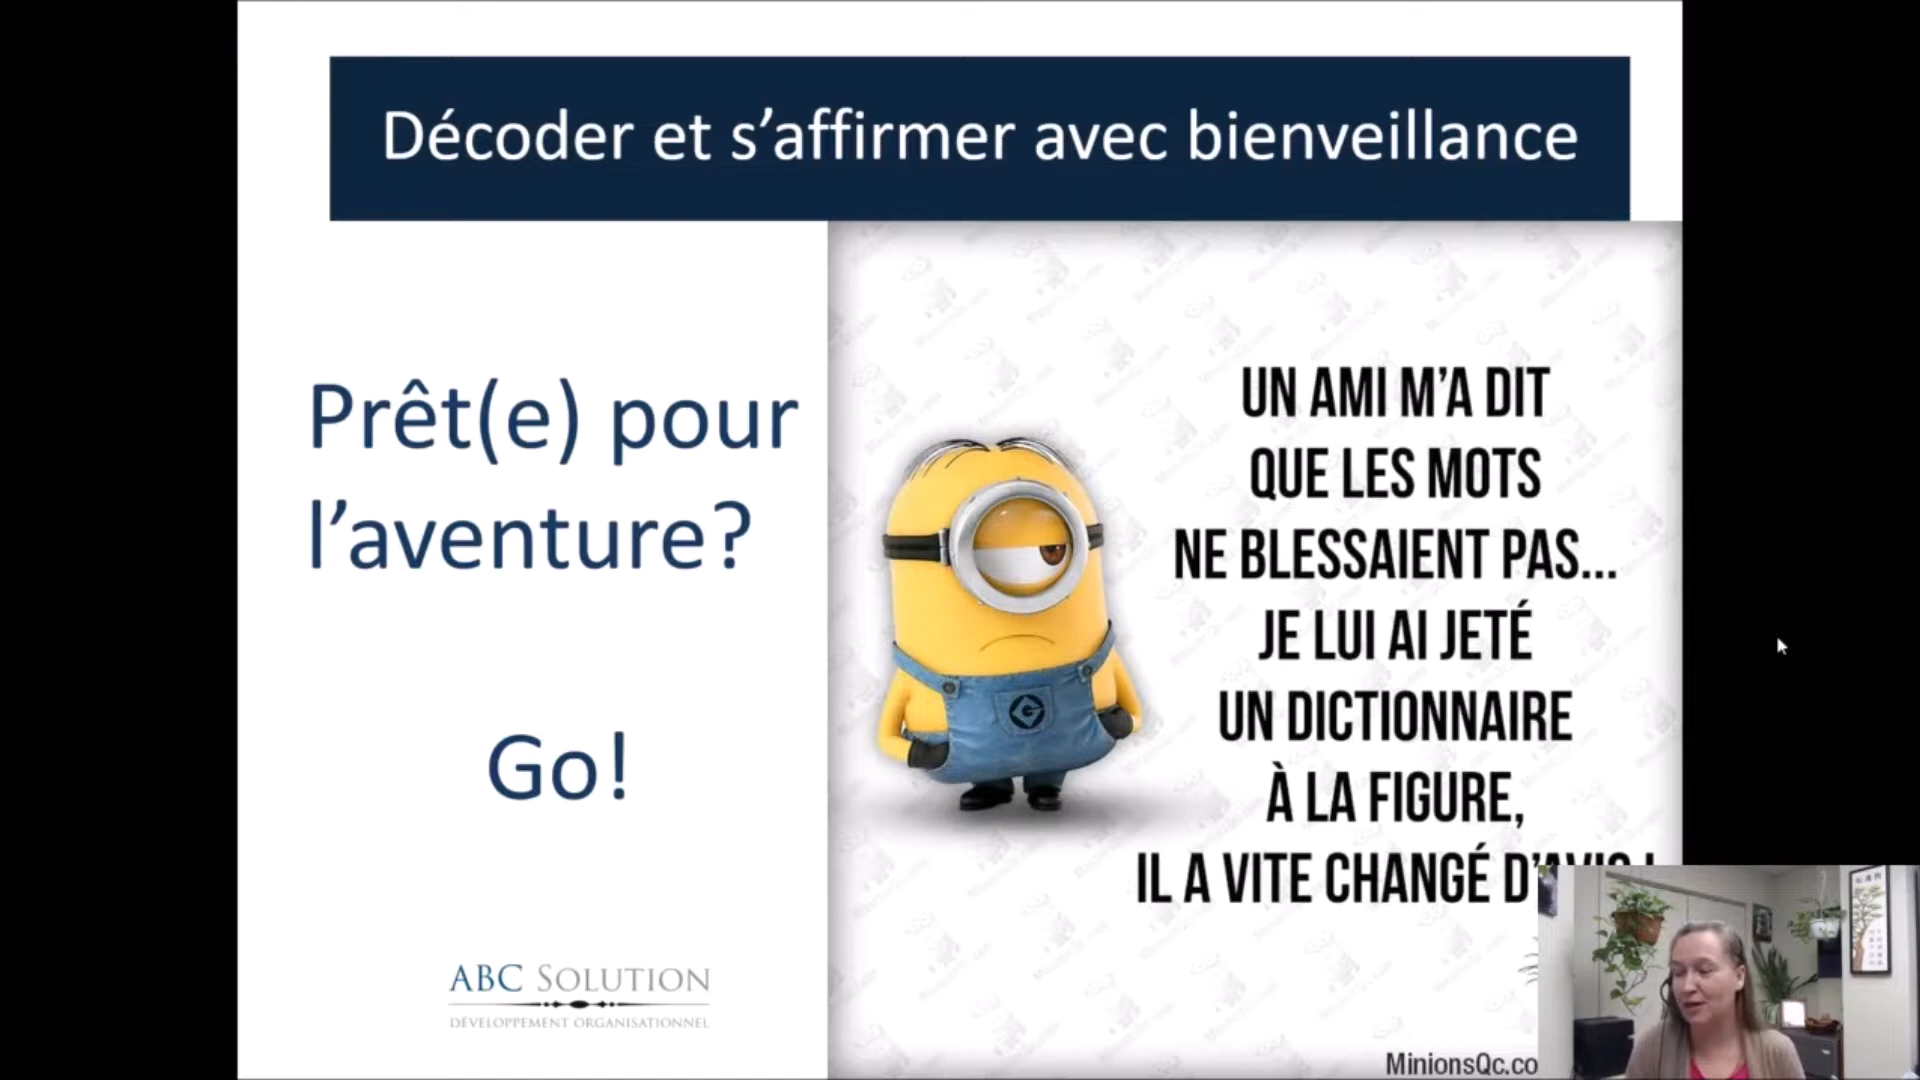 Décoder et s’affirmer avec bienveillance
Prêt(e) pour
l’aventure?
Go!
UN AMI M’A DIT
QUE LES MOTS
NE BLESSAIENT PAS...
JE LUI AI JETÉ
UN DICTIONNAIRE
À LA FIGURE,
IL A VITE CHANGÉ
ABC SOLUTION
DÉVELOPPEMENT ORGANISATIONNEL
MinionsQc.co